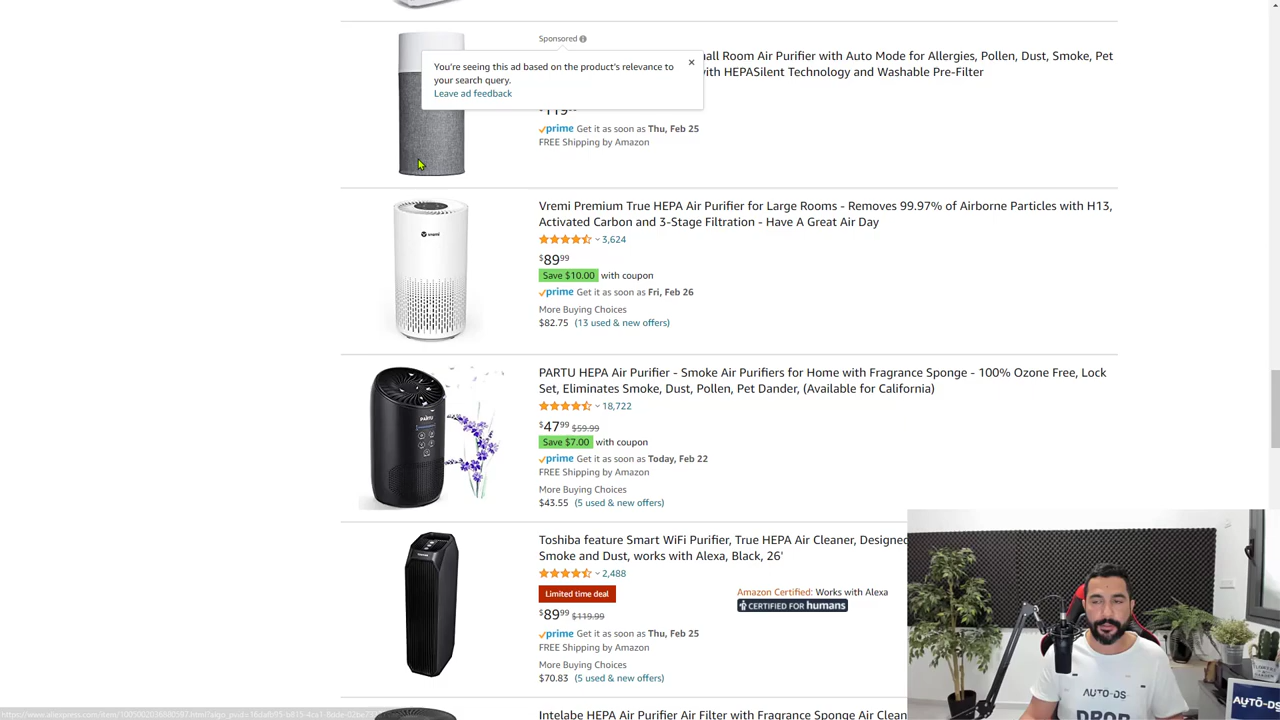 Sponsored
You're seeing this ad based on the product's relevance to
your search query.
Leave ad feedback
all Room Air Purifier with Auto Mode for Allergies, Pollen, Dust, Smoke, Pet
with HEPASilent Technology and Washable Pre-Filter
prime Get it as soon as Thu, Feb 25
FREE Shipping by Amazon
Vremi Premium True HEPA Air Purifier for Large Rooms - Removes 99.97% of Airborne Particles with H13,
Activated Carbon and 3-Stage Filtration - Have A Great Air Day
vremi
3,624
$89.99
Save $10.00 with coupon
prime Get it as soon as Fri, Feb 26
More Buying Choices
$82.75 (13 used & new offers)
PARTU HEPA Air Purifier - Smoke Air Purifiers for Home with Fragrance Sponge - 100% Ozone Free, Lock
Set, Eliminates Smoke, Dust, Pollen, Pet Dander, (Available for California)
PARTU
18,722
$47.99 $59.99
Save $7.00 with coupon
prime Get it as soon as Today, Feb 22
FREE Shipping by Amazon
More Buying Choices
$43.55 (5 used & new offers)
Toshiba feature Smart WiFi Purifier, True HEPA Air Cleaner, Designed
Smoke and Dust, works with Alexa, Black, 26'
2,488
Limited time deal
Amazon Certified: Works with Alexa
CERTIFIED FOR humans
$89.99 $119.99
prime Get it as soon as Thu, Feb 25
FREE Shipping by Amazon
More Buying Choices
$70.83 (5 used & new offers)
AUTO-DS
AUTO-DS
Intelabe HEPA Air Purifier Air Filter with Fragrance Sponge Air Clean